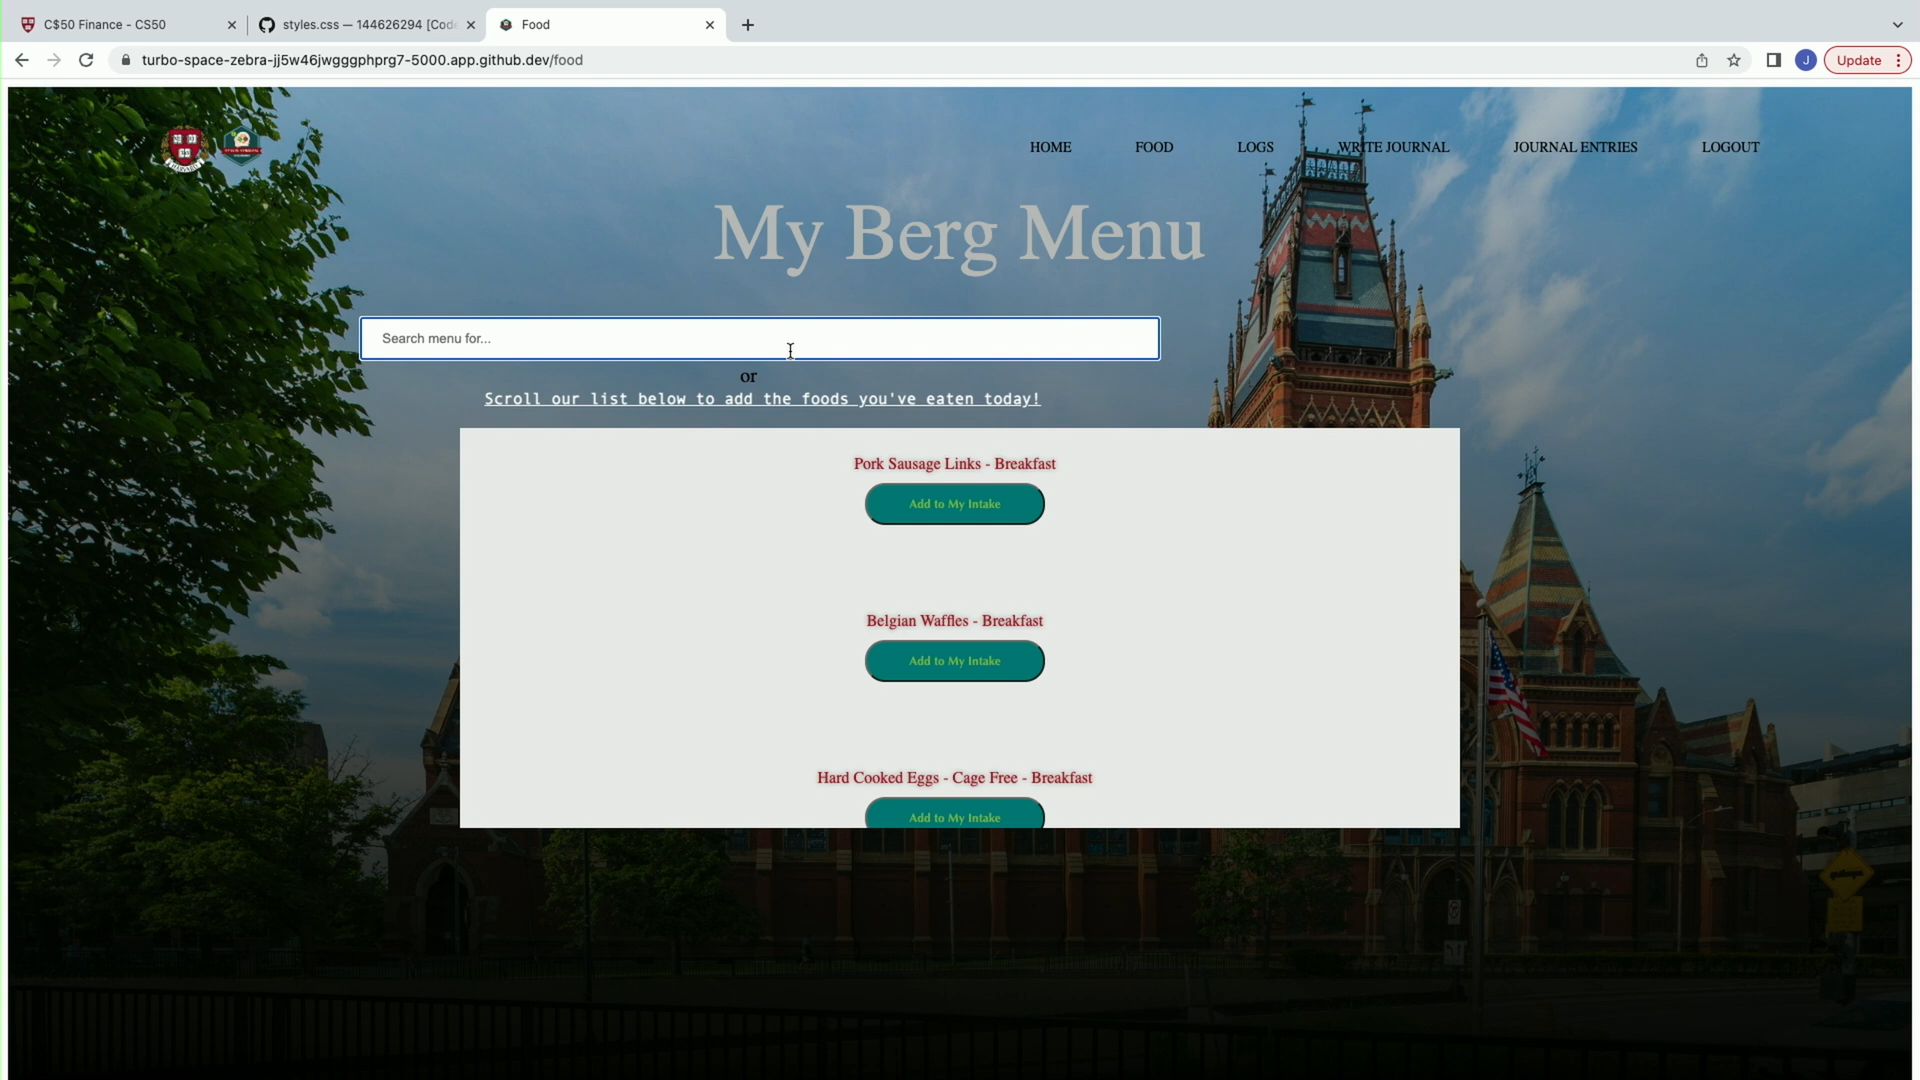 C$50 Finance - CS50
styles.css — 144626294 [Cod
Food
turbo-space-zebra-jj5w46jwgggphprg7-5000.app.github.dev/food
J
Update
HOME
FOOD
LOGS
WRITE JOURNAL
JOURNAL ENTRIES
LOGOUT
My Berg Menu
Search menu for...
or
Scroll our list below to add the foods you've eaten today!
Pork Sausage Links - Breakfast
Add to My Intake
Belgian Waffles - Breakfast
Add to My Intake
Hard Cooked Eggs - Cage Free - Breakfast
Add to My Intake